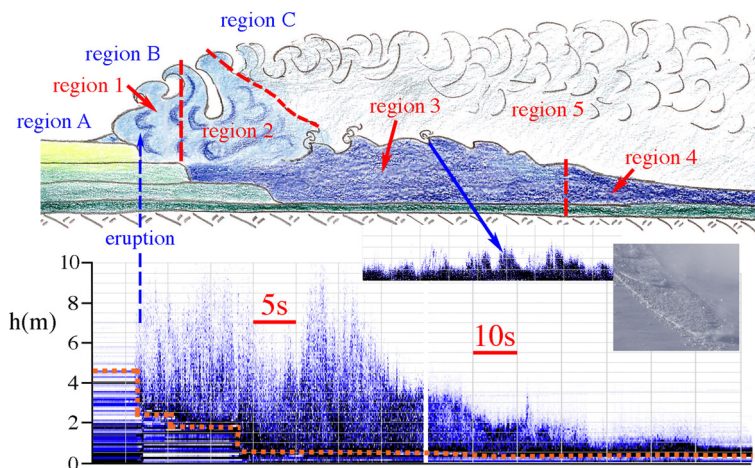 region C
region B
region 1
region A
region 2
region 3
region 5
region 4
eruption
10
8
6
4
2
0
h(m)
5s
10s